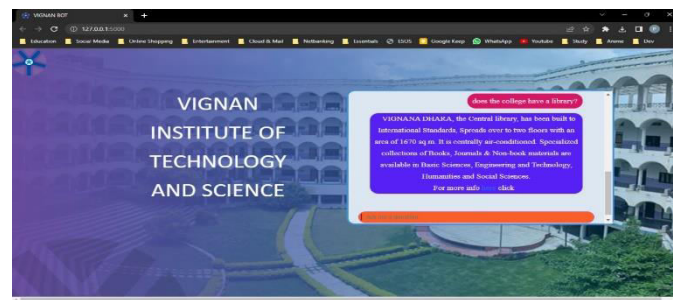 VIGNAN BOT
127.0.0.1:5000
Education Social Media Online Shopping Entertainment Cloud & Mail Netbanking Essentials ESUS Google Keep WhatsApp Youtube Study Anime Dev
VIGNAN
INSTITUTE OF
TECHNOLOGY
AND SCIENCE
does the college have a library?
VIGNANA DHARA, the Central library, has been built to
International Standards, Spreads over to two floors with an
area of 1670 sq.m. It is centrally air-conditioned. Specialized
collections of Books, Journals & Non-book materials are
available in Basic Sciences, Engineering and Technology,
Humanities and Social Sciences.
For more info here click